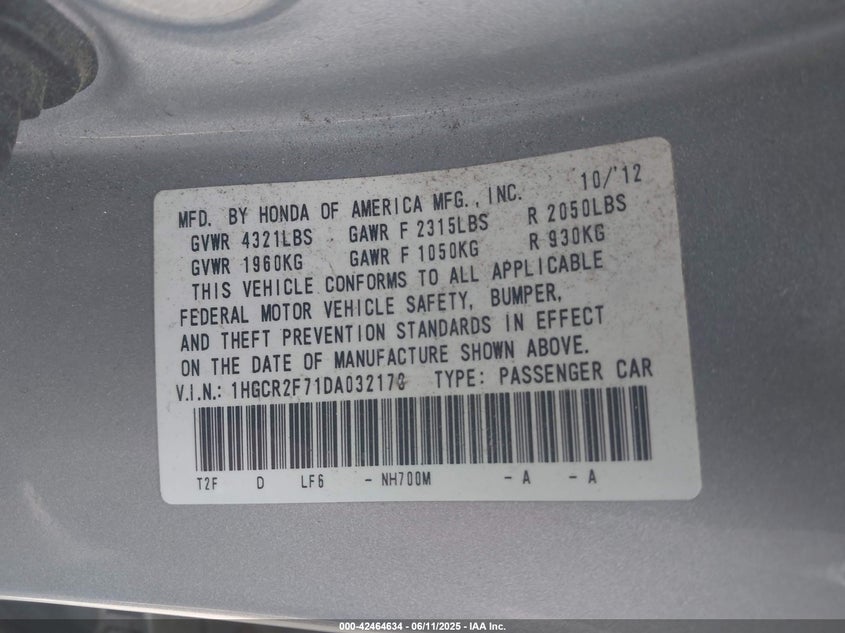 MFD. BY HONDA OF AMERICA MFG., INC. 10/'12
GVWR 4321LBS GAWR F 2315LBS R 2050LBS
GVWR 1960KG GAWR F 1050KG R 930KG
THIS VEHICLE CONFORMS TO ALL APPLICABLE
FEDERAL MOTOR VEHICLE SAFETY, BUMPER,
AND THEFT PREVENTION STANDARDS IN EFFECT
ON THE DATE OF MANUFACTURE SHOWN ABOVE.
V.I.N.: TYPE: PASSENGER CAR
T2F D LF6 - NH700M - A - A
000-42464634 - 06/11/2025 - IAA Inc.